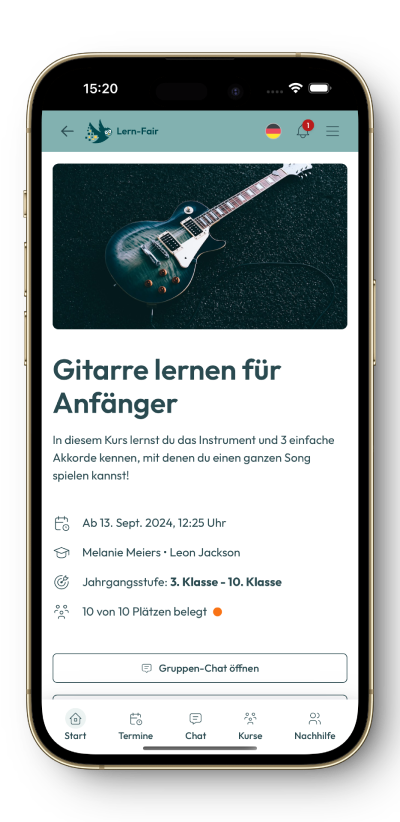 15:20
Lern-Fair
1
Gitarre lernen für
Anfänger
In diesem Kurs lernst du das Instrument und 3 einfache
Akkorde kennen, mit denen du einen ganzen Song
spielen kannst!
Ab 13. Sept. 2024, 12:25 Uhr
Melanie Meiers • Leon Jackson
Jahrgangsstufe: 3. Klasse - 10. Klasse
10 von 10 Plätzen belegt
Gruppen-Chat öffnen
Start Termine Chat Kurse Nachhilfe